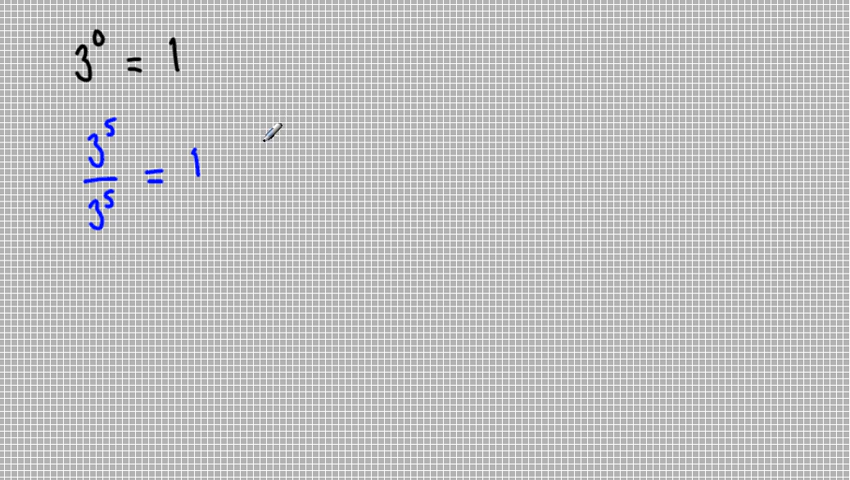 3⁰ = 1
3⁵/3⁵ = 1